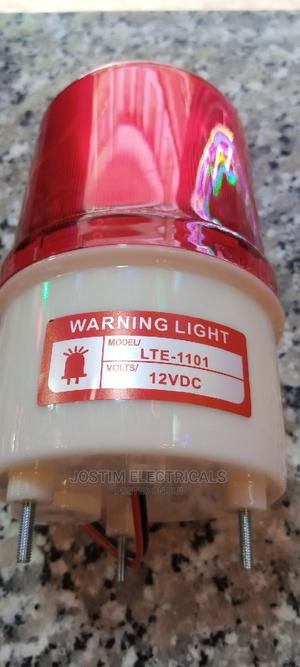 WARNING LIGHT
MODEL/ LTE-1101
VOLTS/ 12VDC
JOSTIM ELECTRICALS